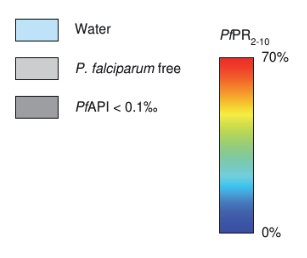 Water
P. falciparum free
PfAPI < 0.1‰
PfPR2-10
70%
0%